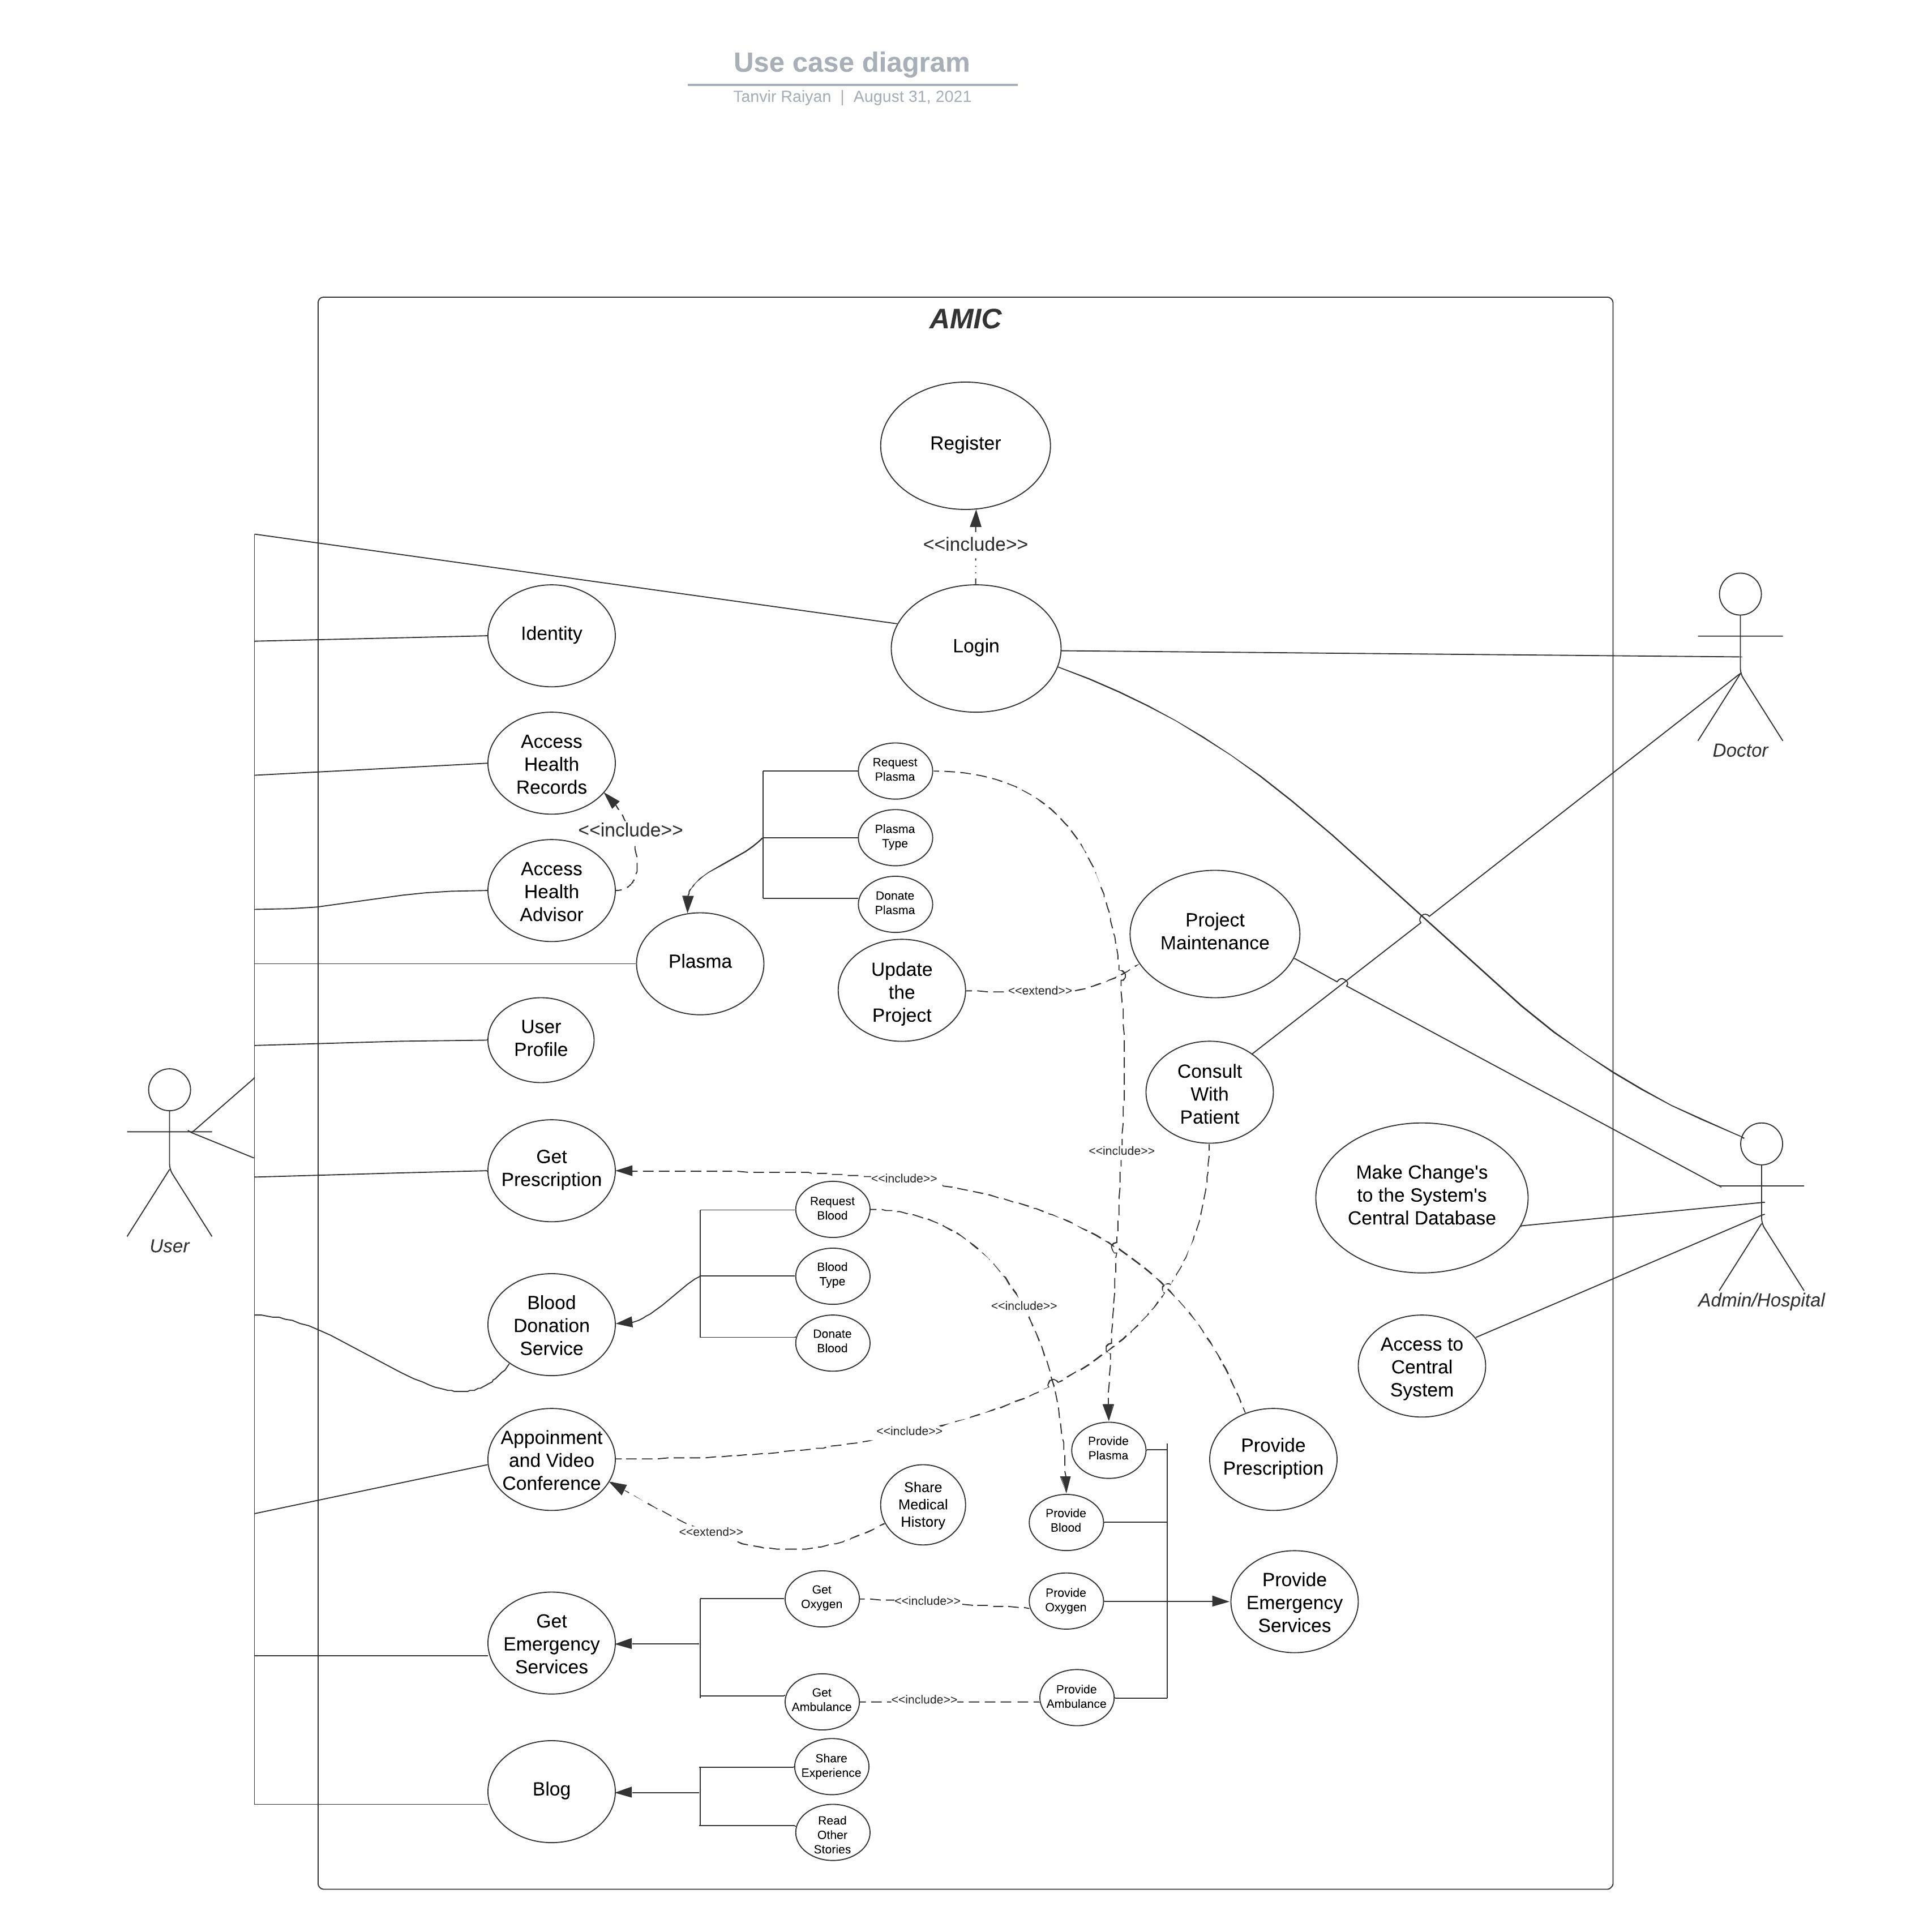 Use case diagram
Tanvir Raiyan | August 31, 2021
AMIC
Register
<<include>>
Login
Identity
Access
Health
Records
<<include>>
Access
Health
Advisor
Request
Plasma
Plasma
Type
Donate
Plasma
Plasma
Update
the
Project
<<extend>>
Project
Maintenance
Doctor
User
Profile
Consult
With
Patient
<<include>>
User
Get
Prescription
<<include>>
Make Change's
to the System's
Central Database
Admin/Hospital
Request
Blood
Blood
Type
Donate
Blood
<<include>>
Blood
Donation
Service
Access to
Central
System
Appoinment
and Video
Conference
<<include>>
Provide
Plasma
Provide
Prescription
Share
Medical
History
<<extend>>
Provide
Blood
Get
Emergency
Services
Get
Oxygen
<<include>>
Provide
Oxygen
Provide
Emergency
Services
Get
Ambulance
<<include>>
Provide
Ambulance
Blog
Share
Experience
Read
Other
Stories